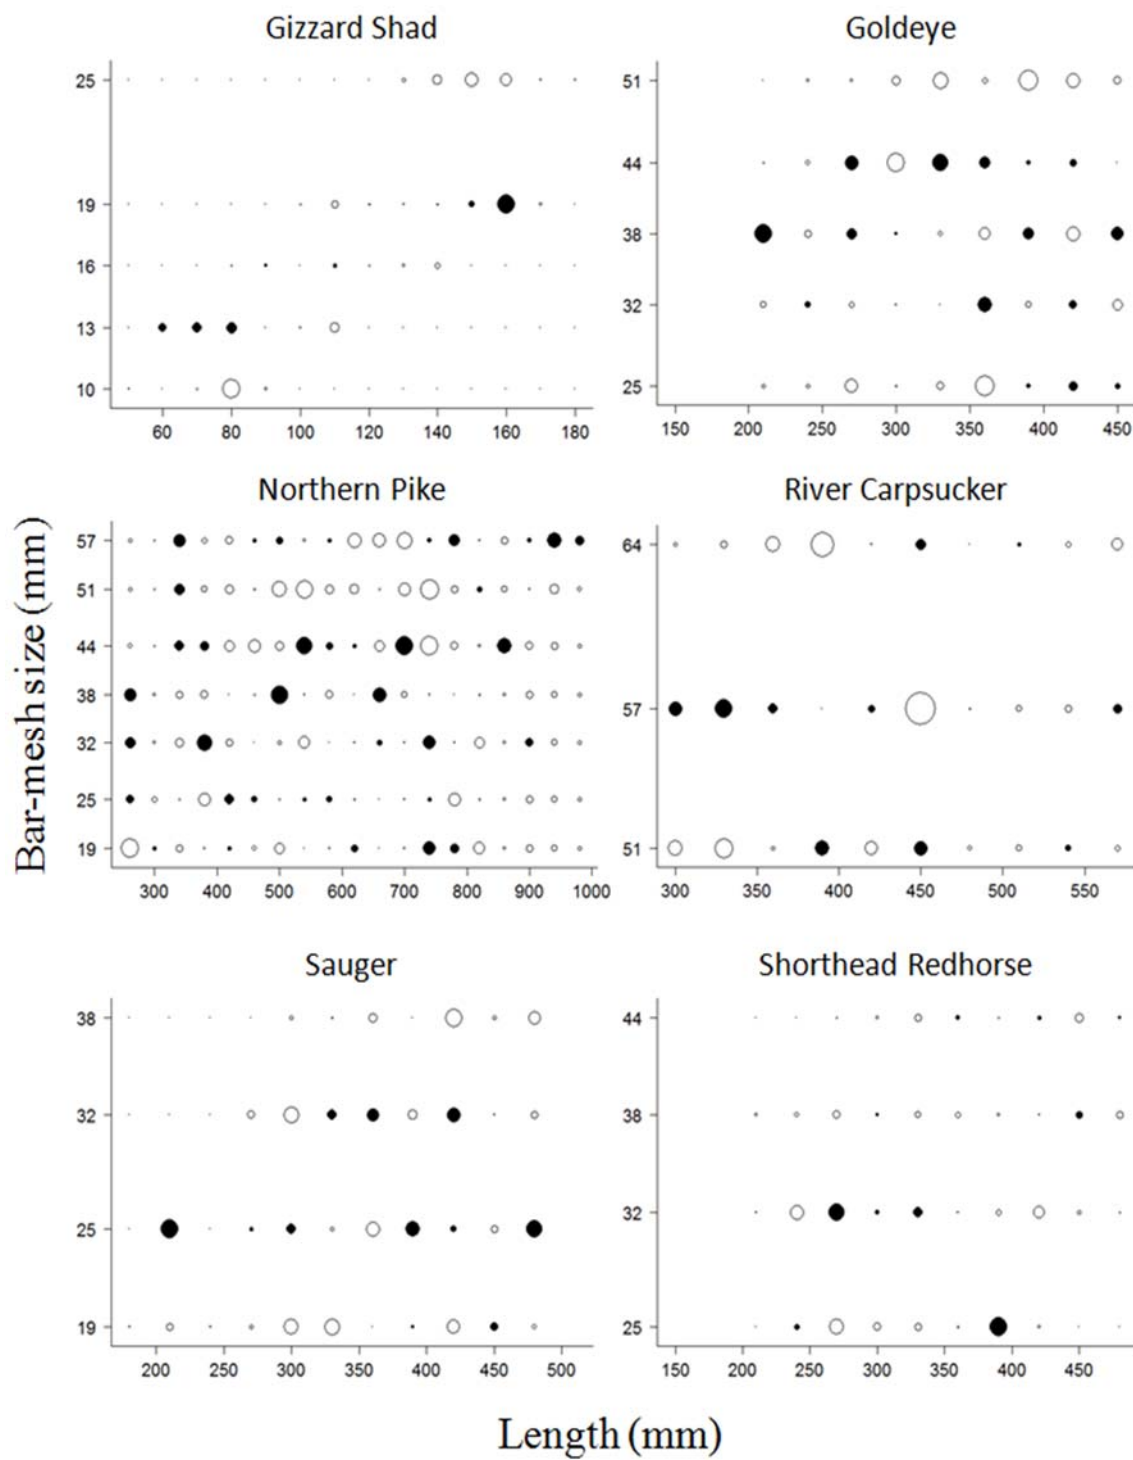 Gizzard Shad
25
19
16
13
10
60 80 100 120 140 160 180
Goldeye
51
44
38
32
25
150 200 250 300 350 400 450
Northern Pike
57
51
44
38
32
25
19
300 400 500 600 700 800 900 1000
River Carpsucker
64
57
51
300 350 400 450 500 550
Bar-mesh size (mm)
Sauger
38
32
25
19
200 250 300 350 400 450 500
Shorthead Redhorse
44
38
32
25
150 200 250 300 350 400 450
Length (mm)